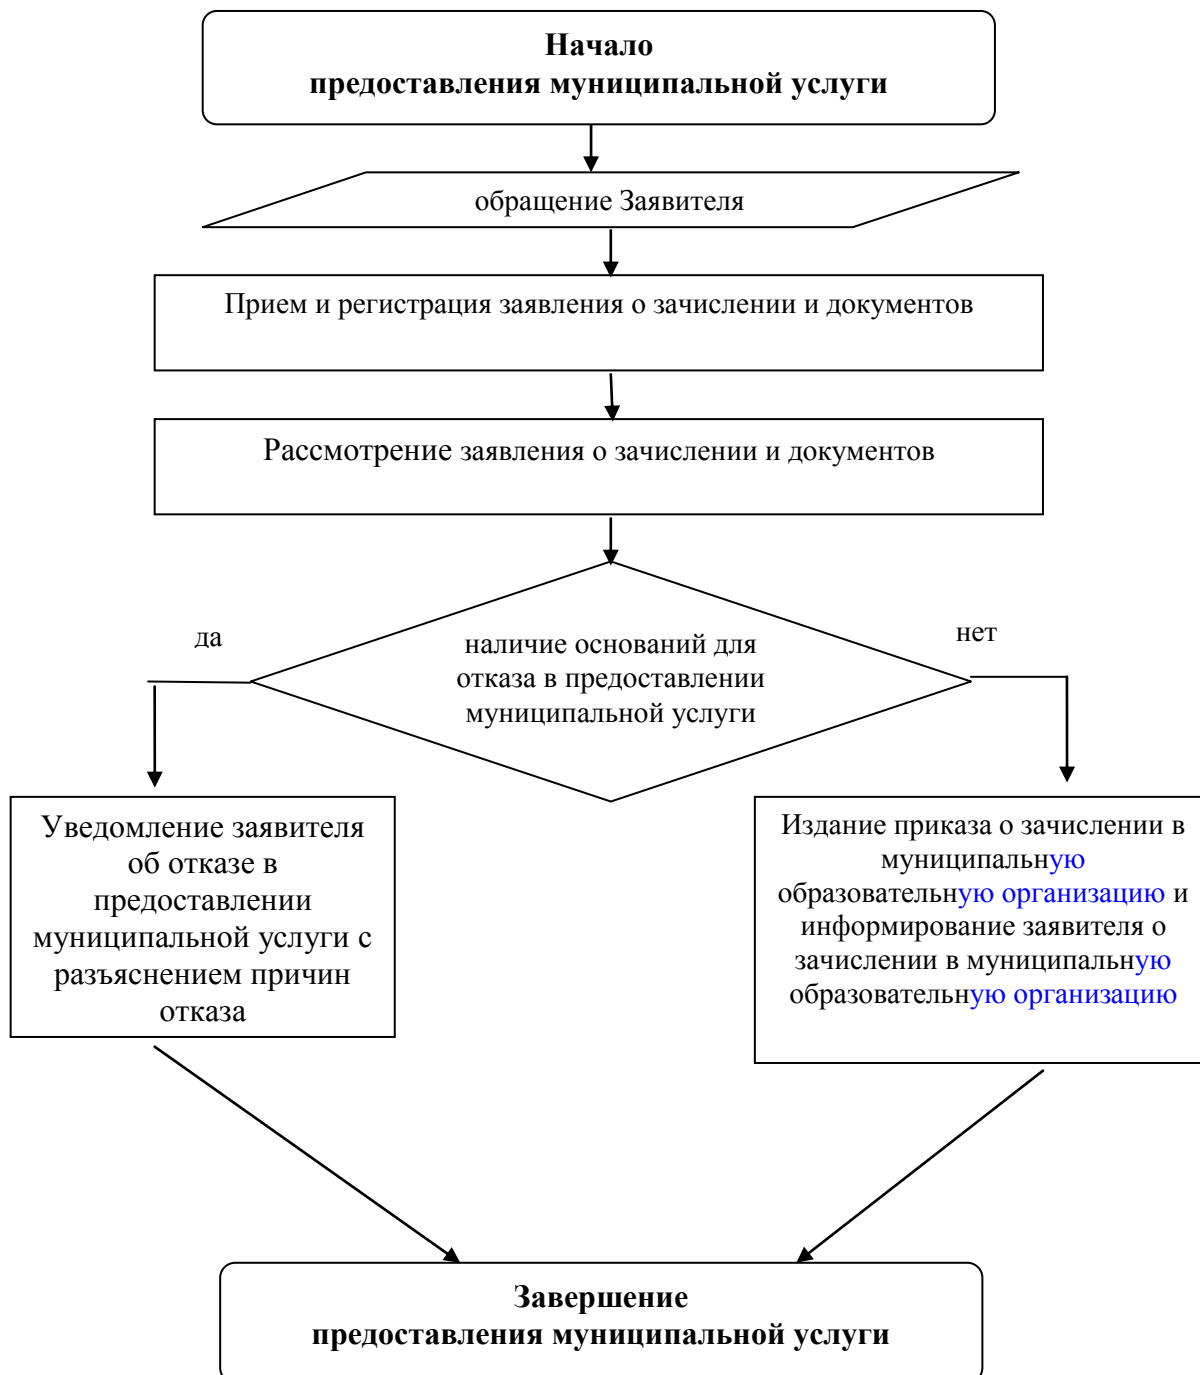 Начало
предоставления муниципальной услуги
обращение Заявителя
Прием и регистрация заявления о зачислении и документов
Рассмотрение заявления о зачислении и документов
да
нет
наличие оснований для
отказа в предоставлении
муниципальной услуги
Уведомление заявителя
об отказе в
предоставлении
муниципальной услуги с
разъяснением причин
отказа
Издание приказа о зачислении в
муниципальную
образовательную организацию и
информирование заявителя о
зачислении в муниципальную
образовательную организацию
Завершение
предоставления муниципальной услуги